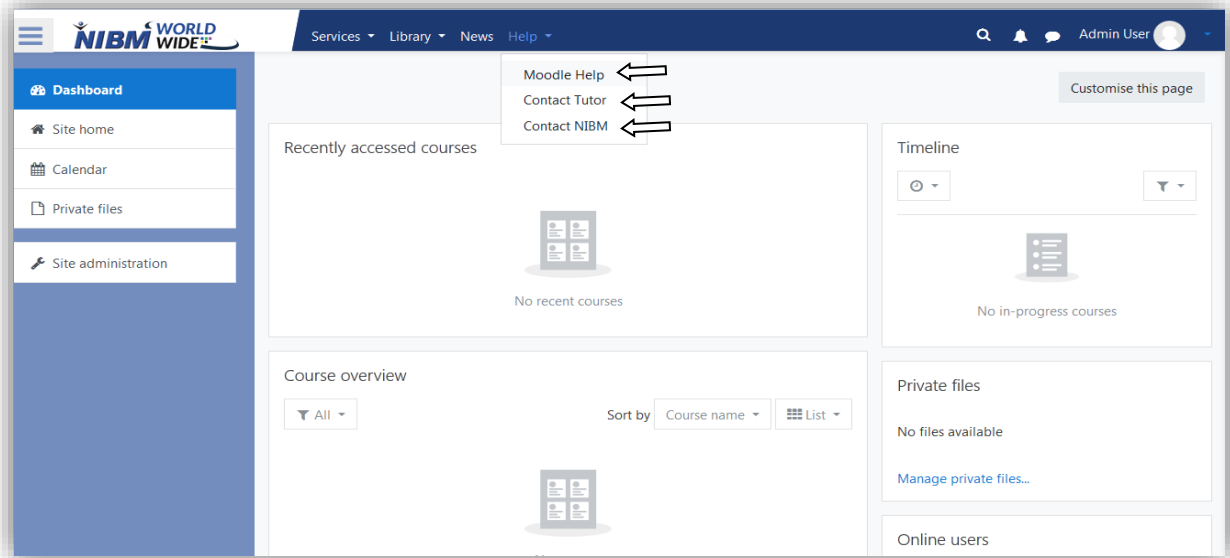 NIBM WORLD WIDE
Services Library News Help
Admin User
Moodle Help
Contact Tutor
Contact NIBM
Dashboard
Site home
Calendar
Private files
Site administration
Customise this page
Recently accessed courses
No recent courses
Course overview
All
Sort by Course name List
Timeline
No in-progress courses
Private files
No files available
Manage private files...
Online users